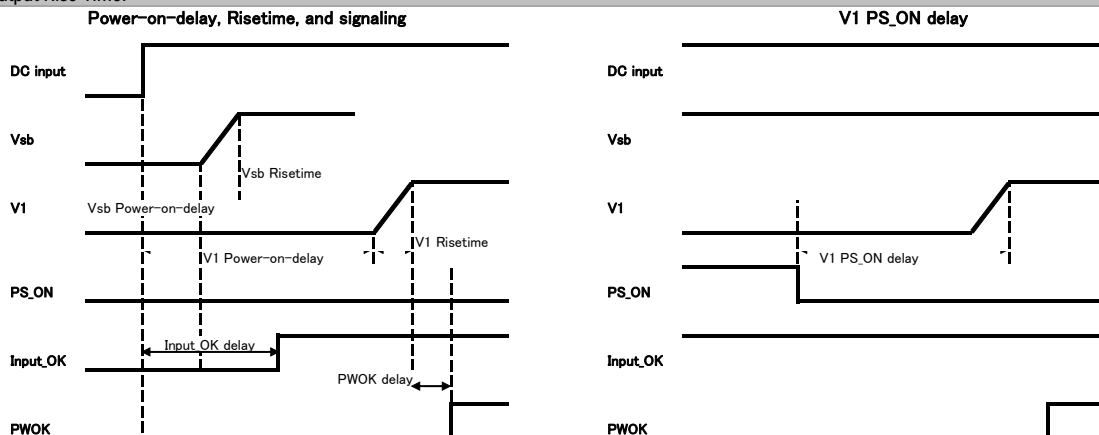 Power-on-delay, Risetime, and signaling
DC input
Vsb
Vsb Risetime
V1
Vsb Power-on-delay
V1 Risetime
V1 Power-on-delay
PS_ON
Input OK delay
Input_OK
PWOK delay
PWOK
V1 PS_ON delay
DC input
Vsb
V1
V1 PS_ON delay
PS_ON
Input_OK
PWOK